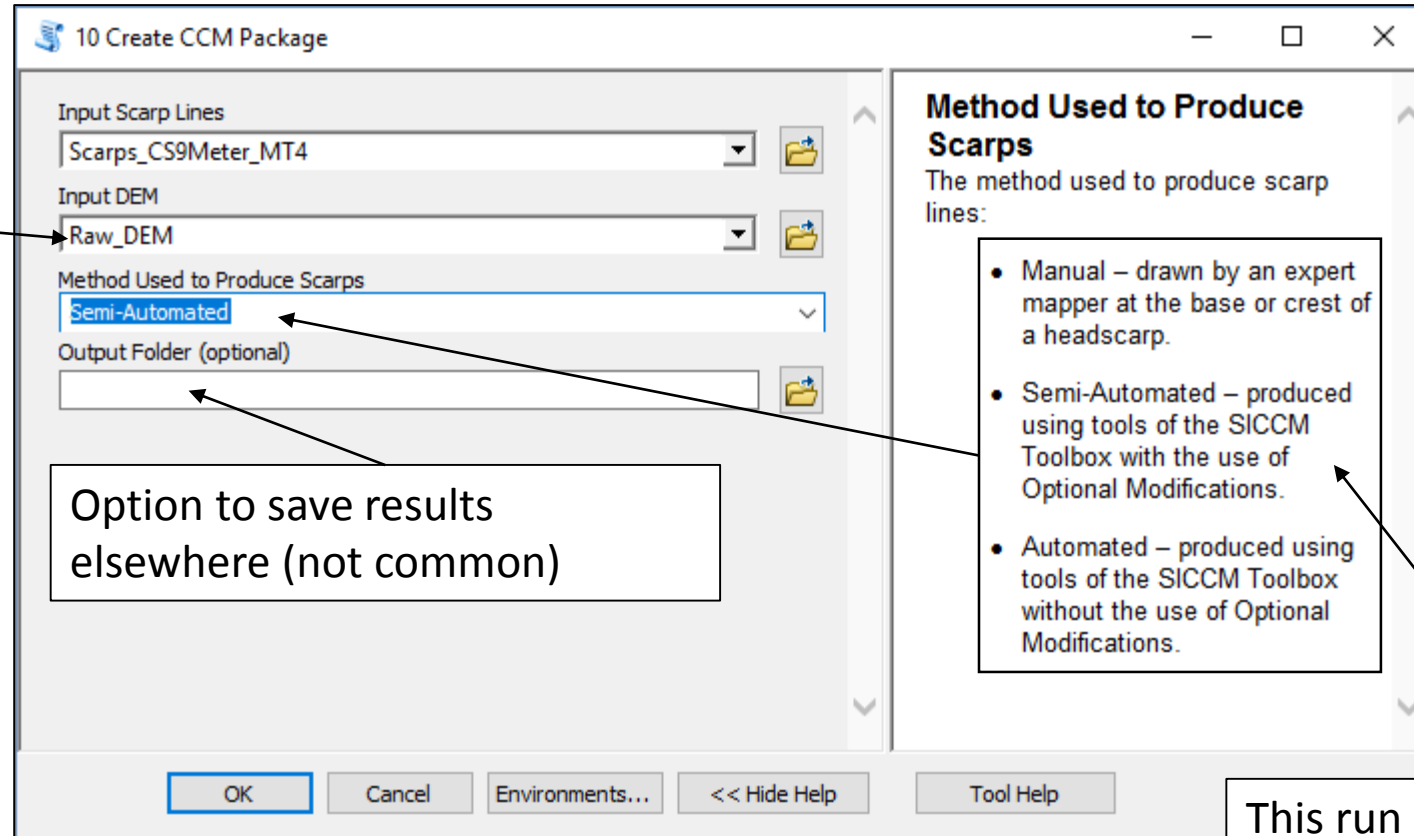 10 Create CCM Package
Input Scarp Lines
Scarps_CS9Meter_MT4
Input DEM
Raw_DEM
Method Used to Produce Scarps
Semi-Automated
Output Folder (optional)
Option to save results
elsewhere (not common)
Method Used to Produce
Scarps
The method used to produce scarp
lines:
• Manual – drawn by an expert
mapper at the base or crest of
a headscarp.
• Semi-Automated – produced
using tools of the SICCM
Toolbox with the use of
Optional Modifications.
• Automated – produced using
tools of the SICCM Toolbox
without the use of Optional
Modifications.
OK
Cancel
Environments...
<< Hide Help
Tool Help
This run